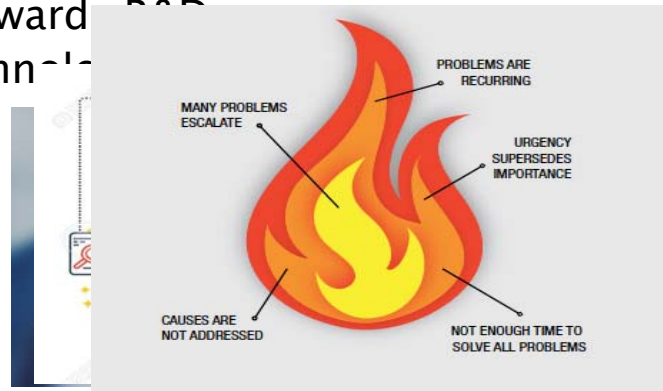 PROBLEMS ARE
RECURRING
MANY PROBLEMS
ESCALATE
URGENCY
SUPERSEDES
IMPORTANCE
CAUSES ARE
NOT ADDRESSED
NOT ENOUGH TIME TO
SOLVE ALL PROBLEMS